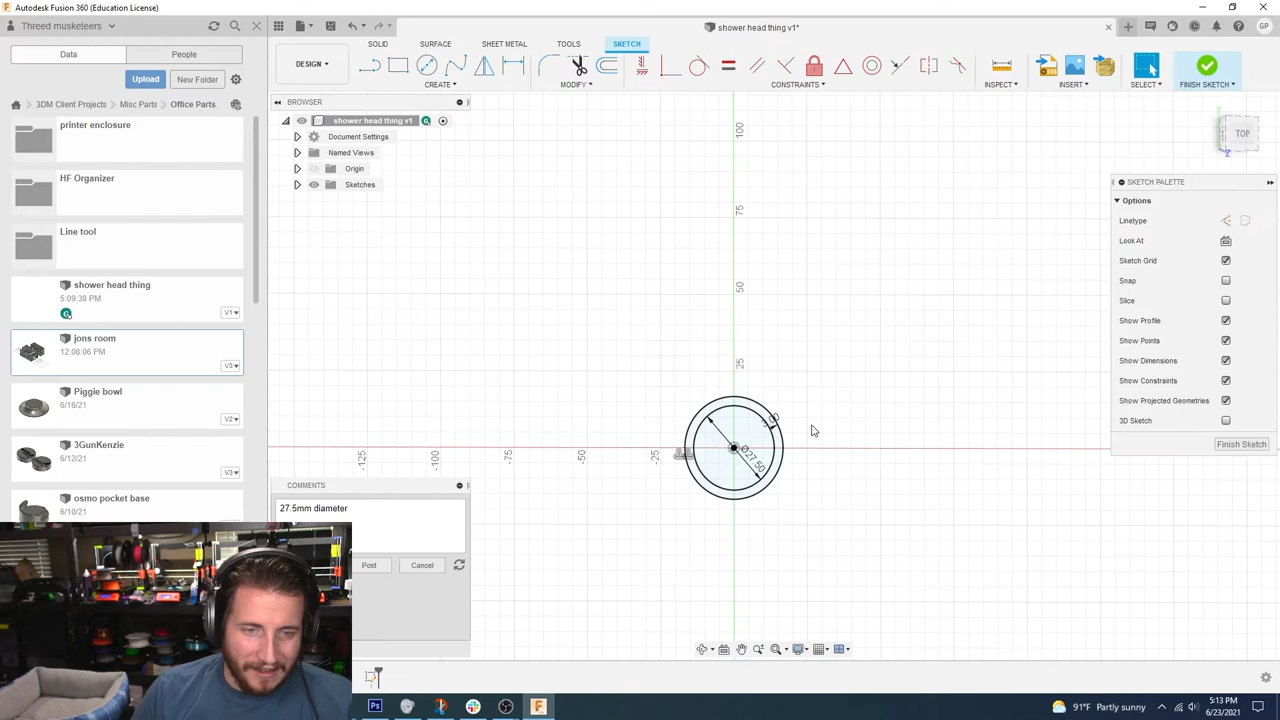 Autodesk Fusion 360 (Education License)
Threed musketeers
shower head thing v1*
GP
Data
People
Upload
New Folder
3DM Client Projects
Misc Parts
Office Parts
DESIGN
SOLID
SURFACE
SHEET METAL
TOOLS
SKETCH
CREATE
MODIFY
CONSTRAINTS
INSPECT
INSERT
SELECT
FINISH SKETCH
BROWSER
shower head thing v1
Document Settings
Named Views
Origin
Sketches
printer enclosure
HF Organizer
Line tool
shower head thing
5:09:38 PM
V1
jons room
12:08:06 PM
V3
Piggie bowl
6/16/21
V2
3GunKenzie
6/12/21
V3
osmo pocket base
6/10/21
100
75
50
25
-125
-100
-75
-50
-25
Ø27.50
TOP
Z
SKETCH PALETTE
Options
Linetype
Look At
Sketch Grid
Snap
Slice
Show Profile
Show Points
Show Dimensions
Show Constraints
Show Projected Geometries
3D Sketch
Finish Sketch
COMMENTS
27.5mm diameter
Post
Cancel
91°F Partly sunny
5:13 PM
6/23/2021